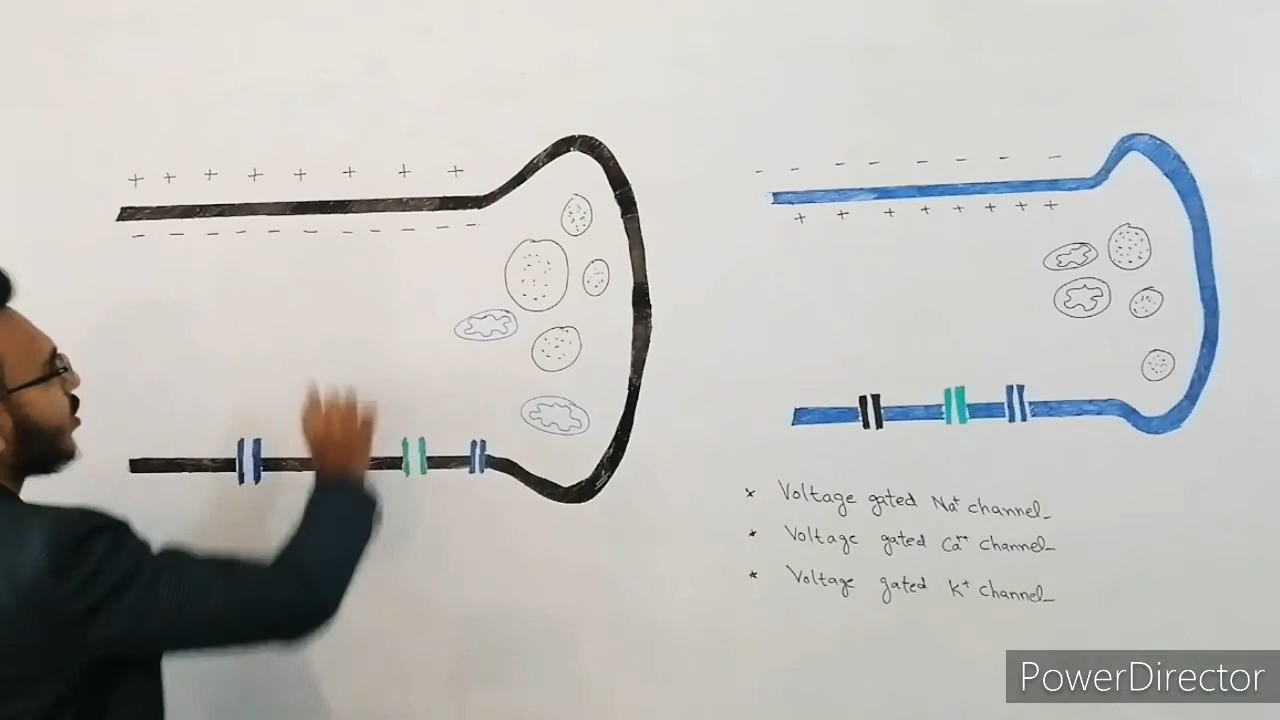 + + + + + + + +
- - - - - - - - -
- - - - - - - -
+ + + + + + + +
* Voltage gated Na⁺ channel-
* Voltage gated Ca⁺⁺ channel-
* Voltage gated K⁺ channel-
PowerDirector